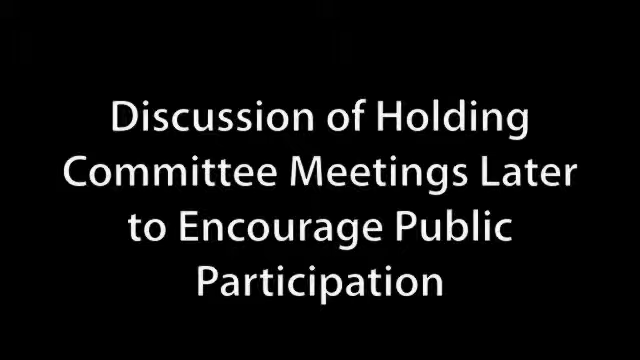 Discussion of Holding
Committee Meetings Later
to Encourage Public
Participation